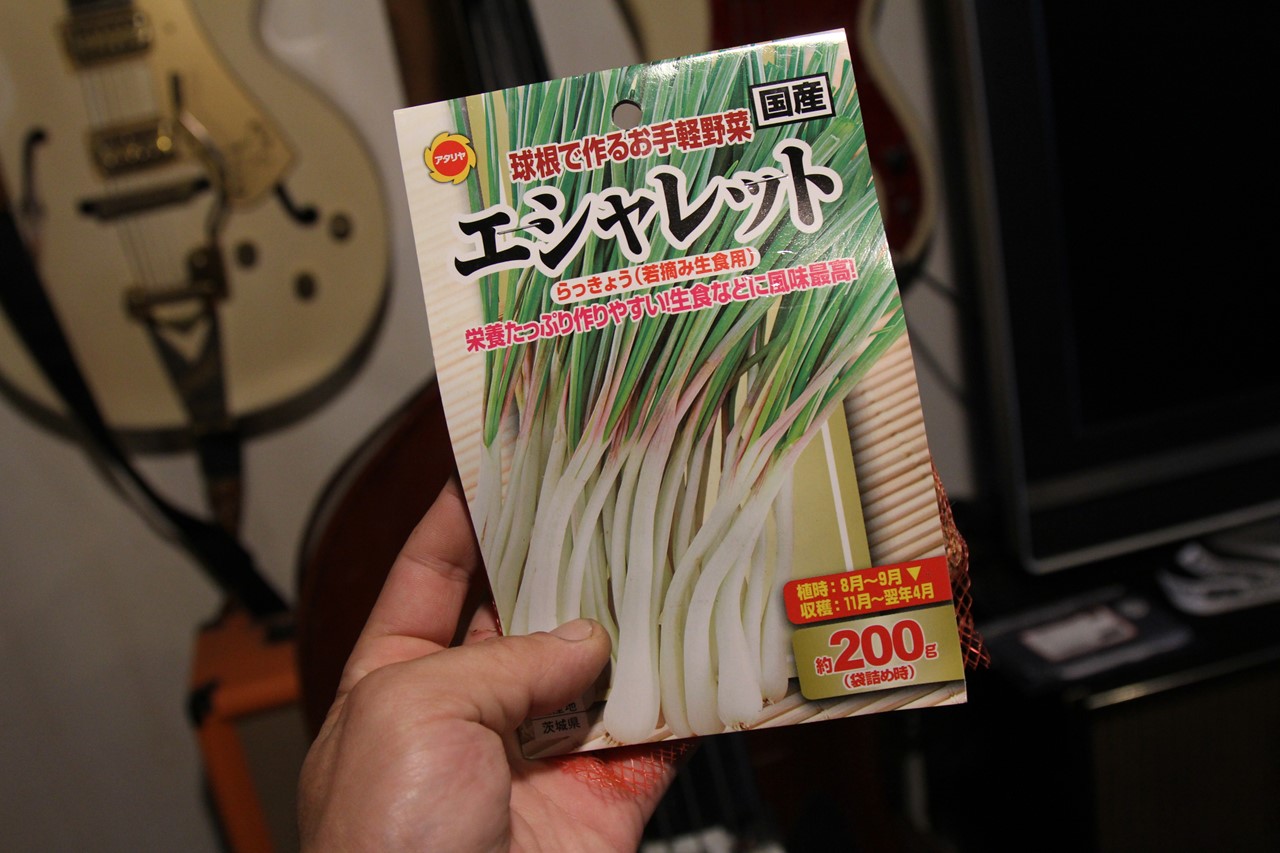 国産
アタリヤ
球根で作るお手軽野菜
エシャレット
らっきょう(若摘み生食用)
栄養たっぷり作りやすい!生食などに風味最高!
植時:8月~9月▼
収穫:11月~翌年4月
約200g
(袋詰め時)
地
茨城県